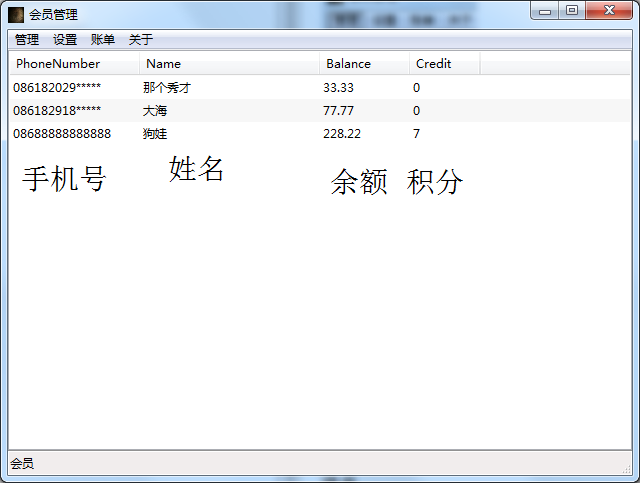 会员管理
管理 设置 账单 关于
PhoneNumber Name Balance Credit
086182029***** 那个秀才 33.33 0
086182918***** 大海 77.77 0
08688888888888 狗娃 228.22 7
手机号 姓名 余额 积分
会员